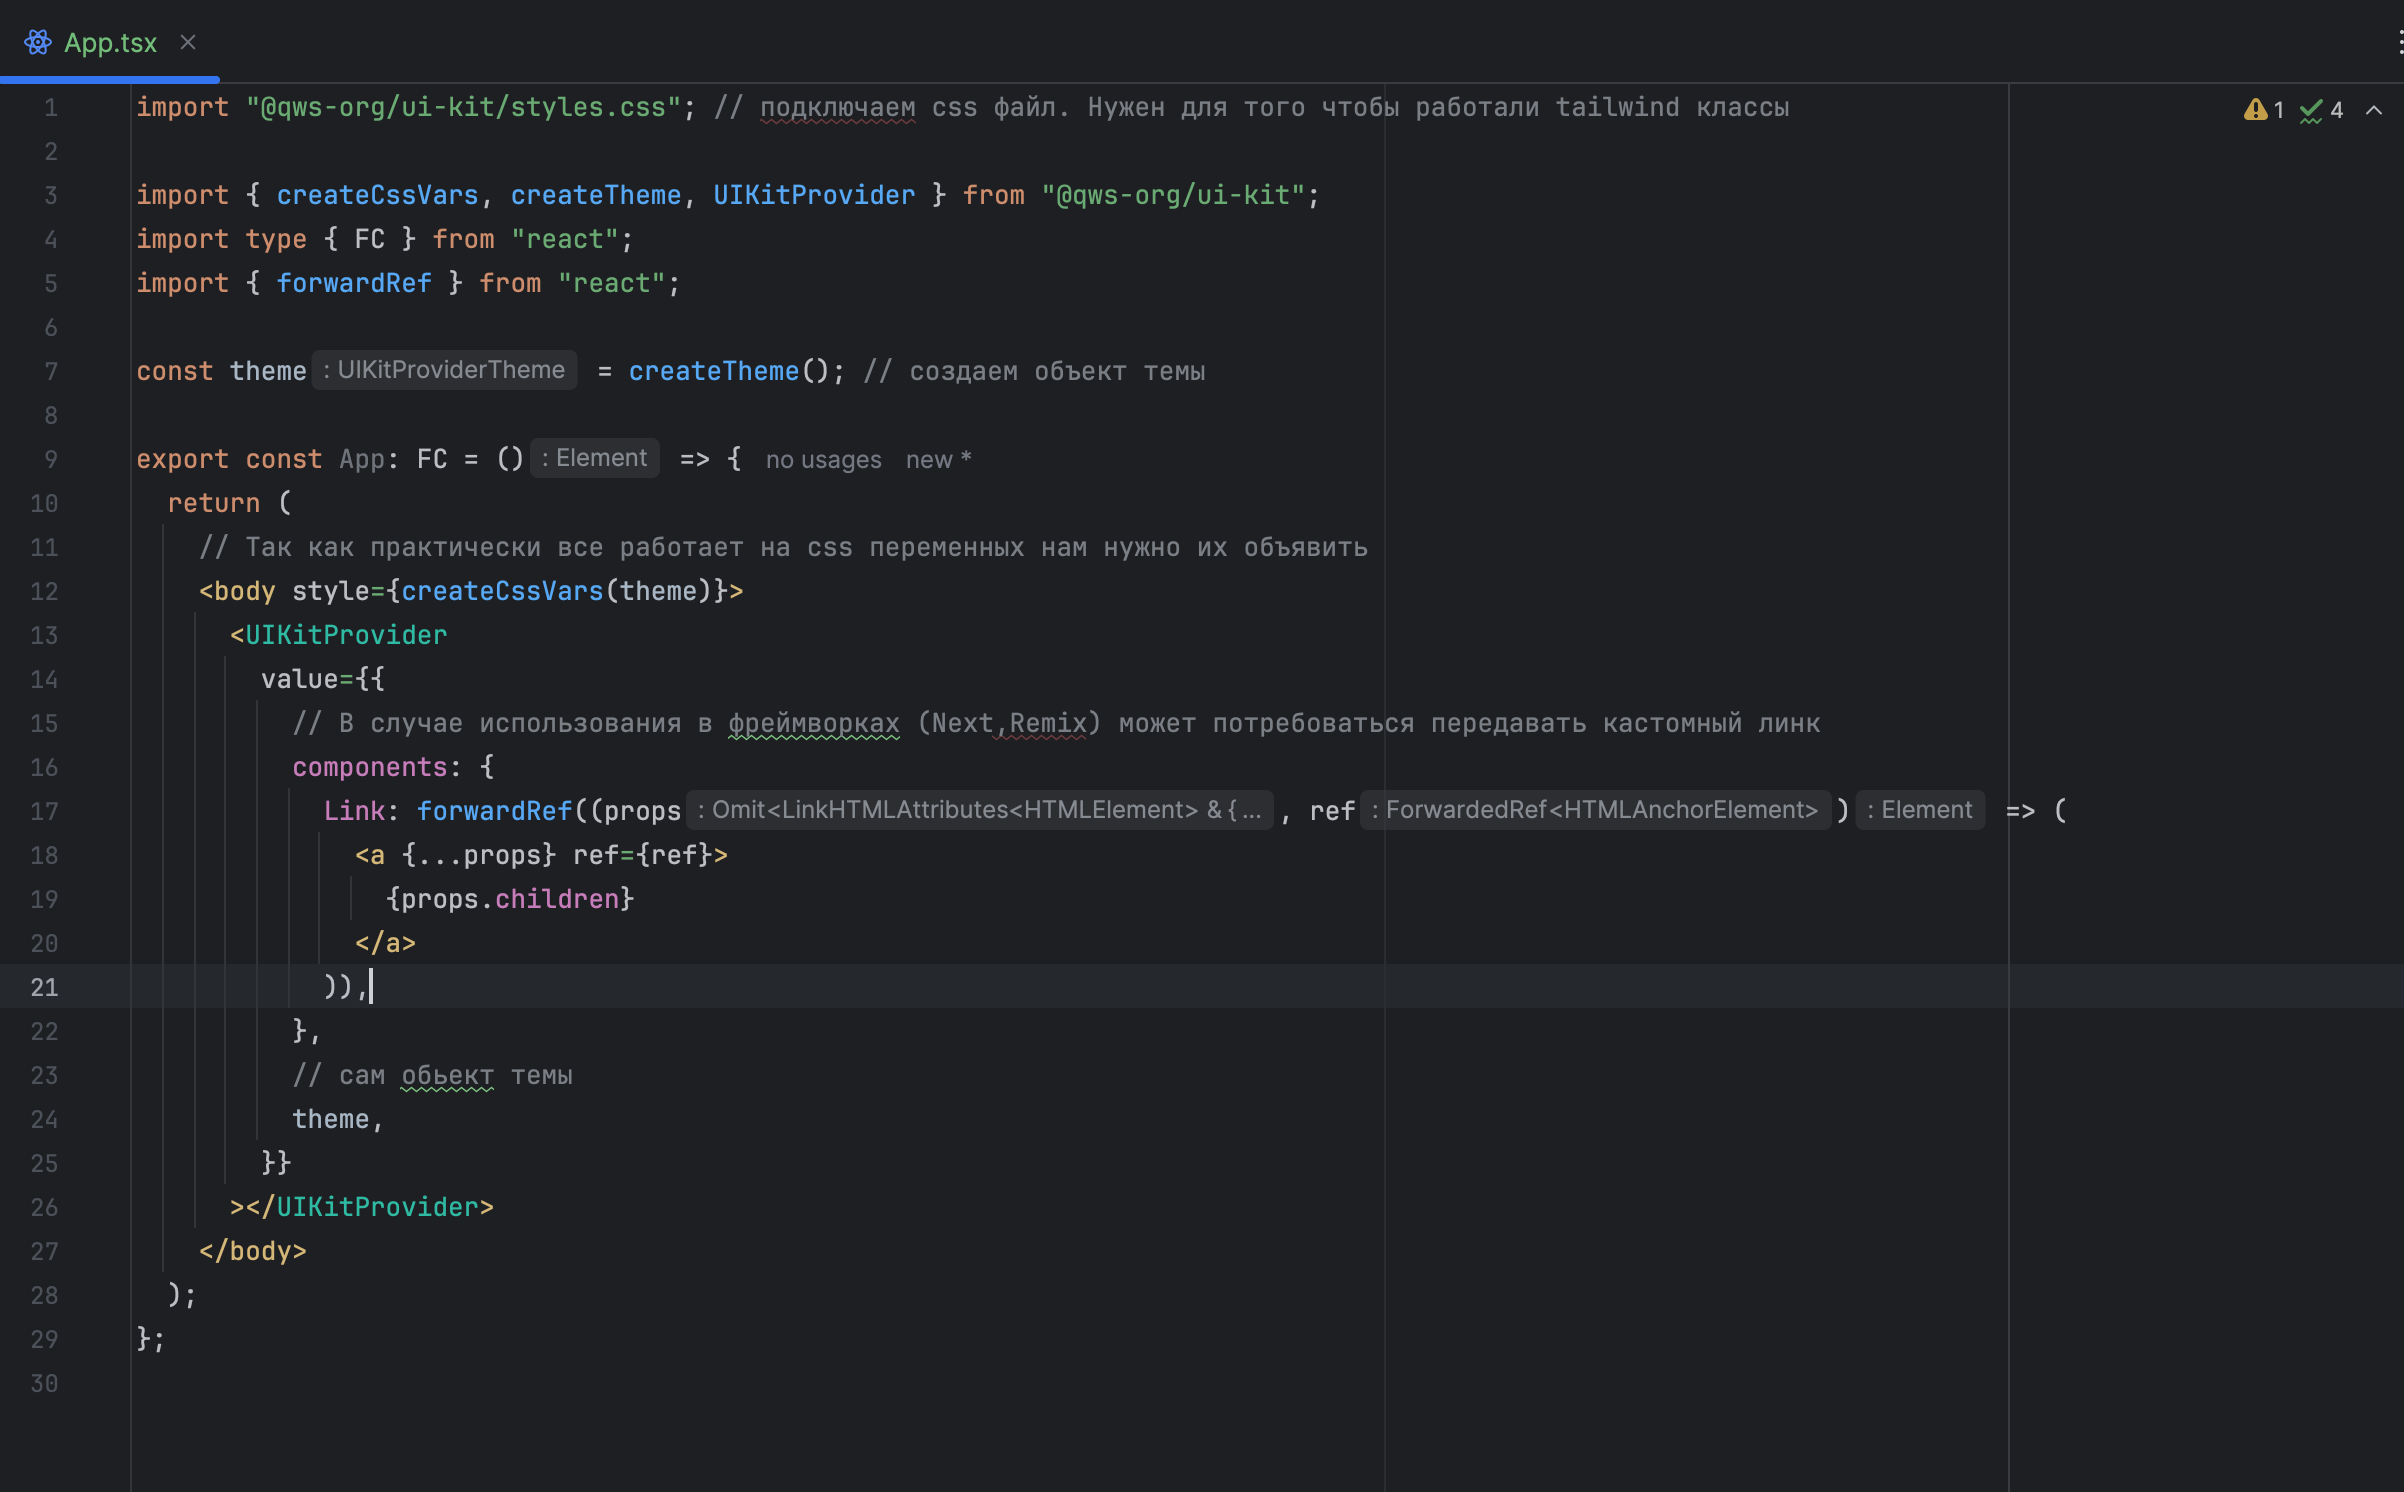 App.tsx
1 import "@qws-org/ui-kit/styles.css"; // подключаем css файл. Нужен для того чтобы работали tailwind классы 1 4
2
3 import { createCssVars, createTheme, UIKitProvider } from "@qws-org/ui-kit";
4 import type { FC } from "react";
5 import { forwardRef } from "react";
6
7 const theme : UIKitProviderTheme = createTheme(); // создаем объект темы
8
9 export const App: FC = () : Element => { no usages new *
10 return (
11 // Так как практически все работает на css переменных нам нужно их объявить
12 <body style={createCssVars(theme)}>
13 <UIKitProvider
14 value={{
15 // В случае использования в фреймворках (Next,Remix) может потребоваться передавать кастомный линк
16 components: {
17 Link: forwardRef((props : Omit<LinkHTMLAttributes<HTMLElement> & {... , ref : ForwardedRef<HTMLAnchorElement> ) : Element => (
18 <a {...props} ref={ref}>
19 {props.children}
20 </a>
21 )),
22 },
23 // сам обьект темы
24 theme,
25 }}
26 ></UIKitProvider>
27 </body>
28 );
29 };
30